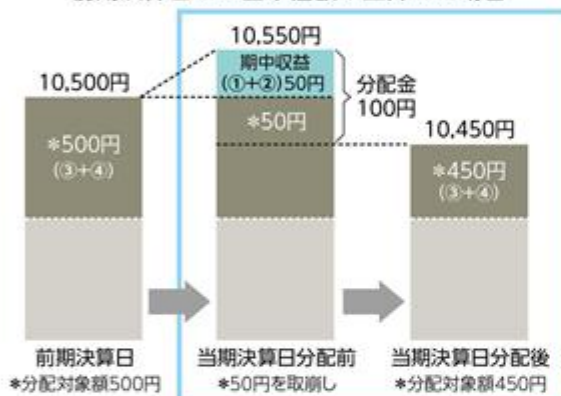 10,550円
期中収益
(①+②)50円
分配金
100円
10,500円
*500円
(③+④)
*50円
10,450円
*450円
(③+④)
前期決算日
*分配対象額500円
当期決算日分配前
*50円を取崩し
当期決算日分配後
*分配対象額450円